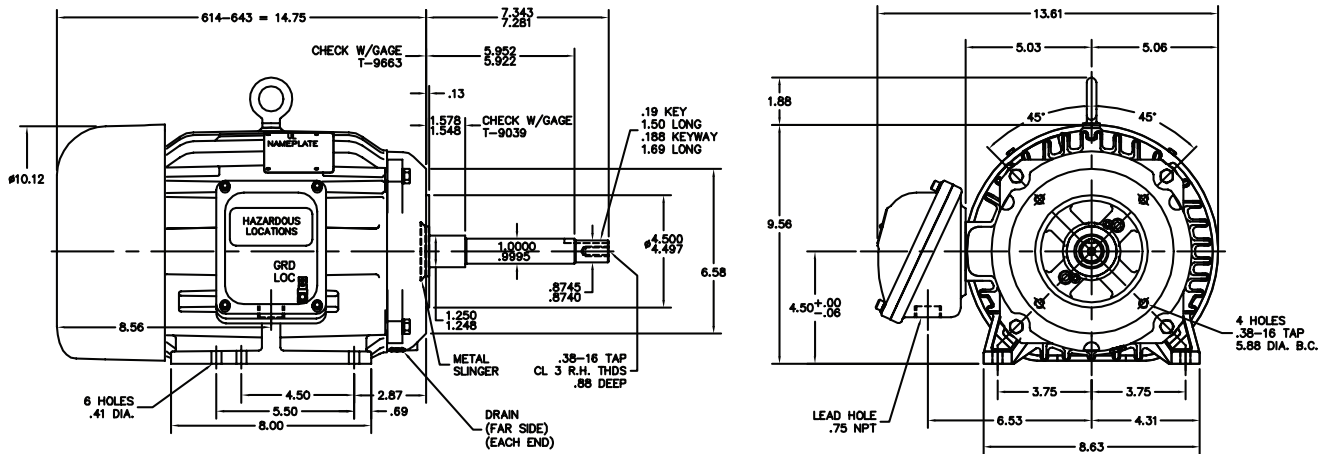 614-643 = 14.75
7.343
7.281
CHECK W/GAGE
T-9663
5.952
5.922
.13
1.578
1.548
CHECK W/GAGE
T-9039
.19 KEY
1.50 LONG
.188 KEYWAY
1.69 LONG
UL
NAMEPLATE
ø10.12
HAZARDOUS
LOCATIONS
GRD
LOC
1.0000
.9995
ø4.500
4.497
6.58
.8745
.8740
8.56
1.250
1.248
METAL
SLINGER
.38-16 TAP
CL 3 R.H. THDS
.88 DEEP
6 HOLES
.41 DIA.
4.50
2.87
5.50
.69
8.00
DRAIN
(FAR SIDE)
(EACH END)
13.61
5.03
5.06
1.88
45°
45°
9.56
4.50+.00
-.06
4 HOLES
.38-16 TAP
5.88 DIA. B.C.
3.75
3.75
LEAD HOLE
.75 NPT
6.53
4.31
8.63